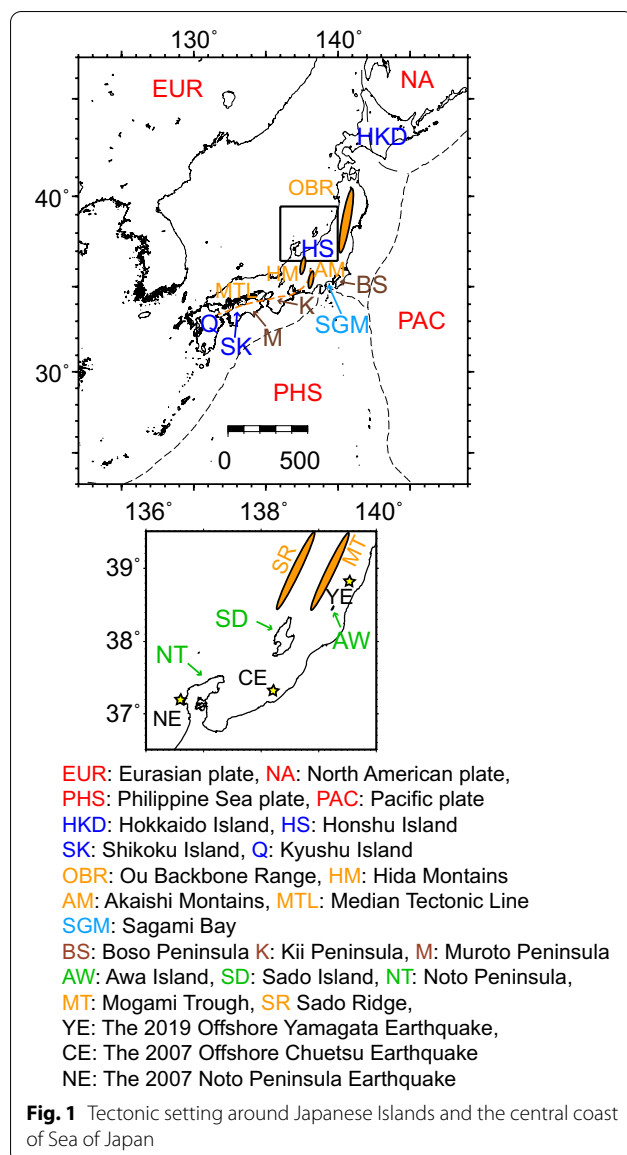 130° 140°
EUR NA
HKD
40°
OBR
HS
HM AM
MTL BS
K
Q SGM
M PAC
SK
30°
PHS
0 500
136 138 140
39°
SR MT
YE
SD
38°
AW
NT
CE
37°
NE
EUR: Eurasian plate, NA: North American plate,
PHS: Philippine Sea plate, PAC: Pacific plate
HKD: Hokkaido Island, HS: Honshu Island
SK: Shikoku Island, Q: Kyushu Island
OBR: Ou Backbone Range, HM: Hida Montains
AM: Akaishi Montains, MTL: Median Tectonic Line
SGM: Sagami Bay
BS: Boso Peninsula K: Kii Peninsula, M: Muroto Peninsula
AW: Awa Island, SD: Sado Island, NT: Noto Peninsula,
MT: Mogami Trough, SR Sado Ridge,
YE: The 2019 Offshore Yamagata Earthquake,
CE: The 2007 Offshore Chuetsu Earthquake
NE: The 2007 Noto Peninsula Earthquake
Fig. 1 Tectonic setting around Japanese Islands and the central coast
of Sea of Japan